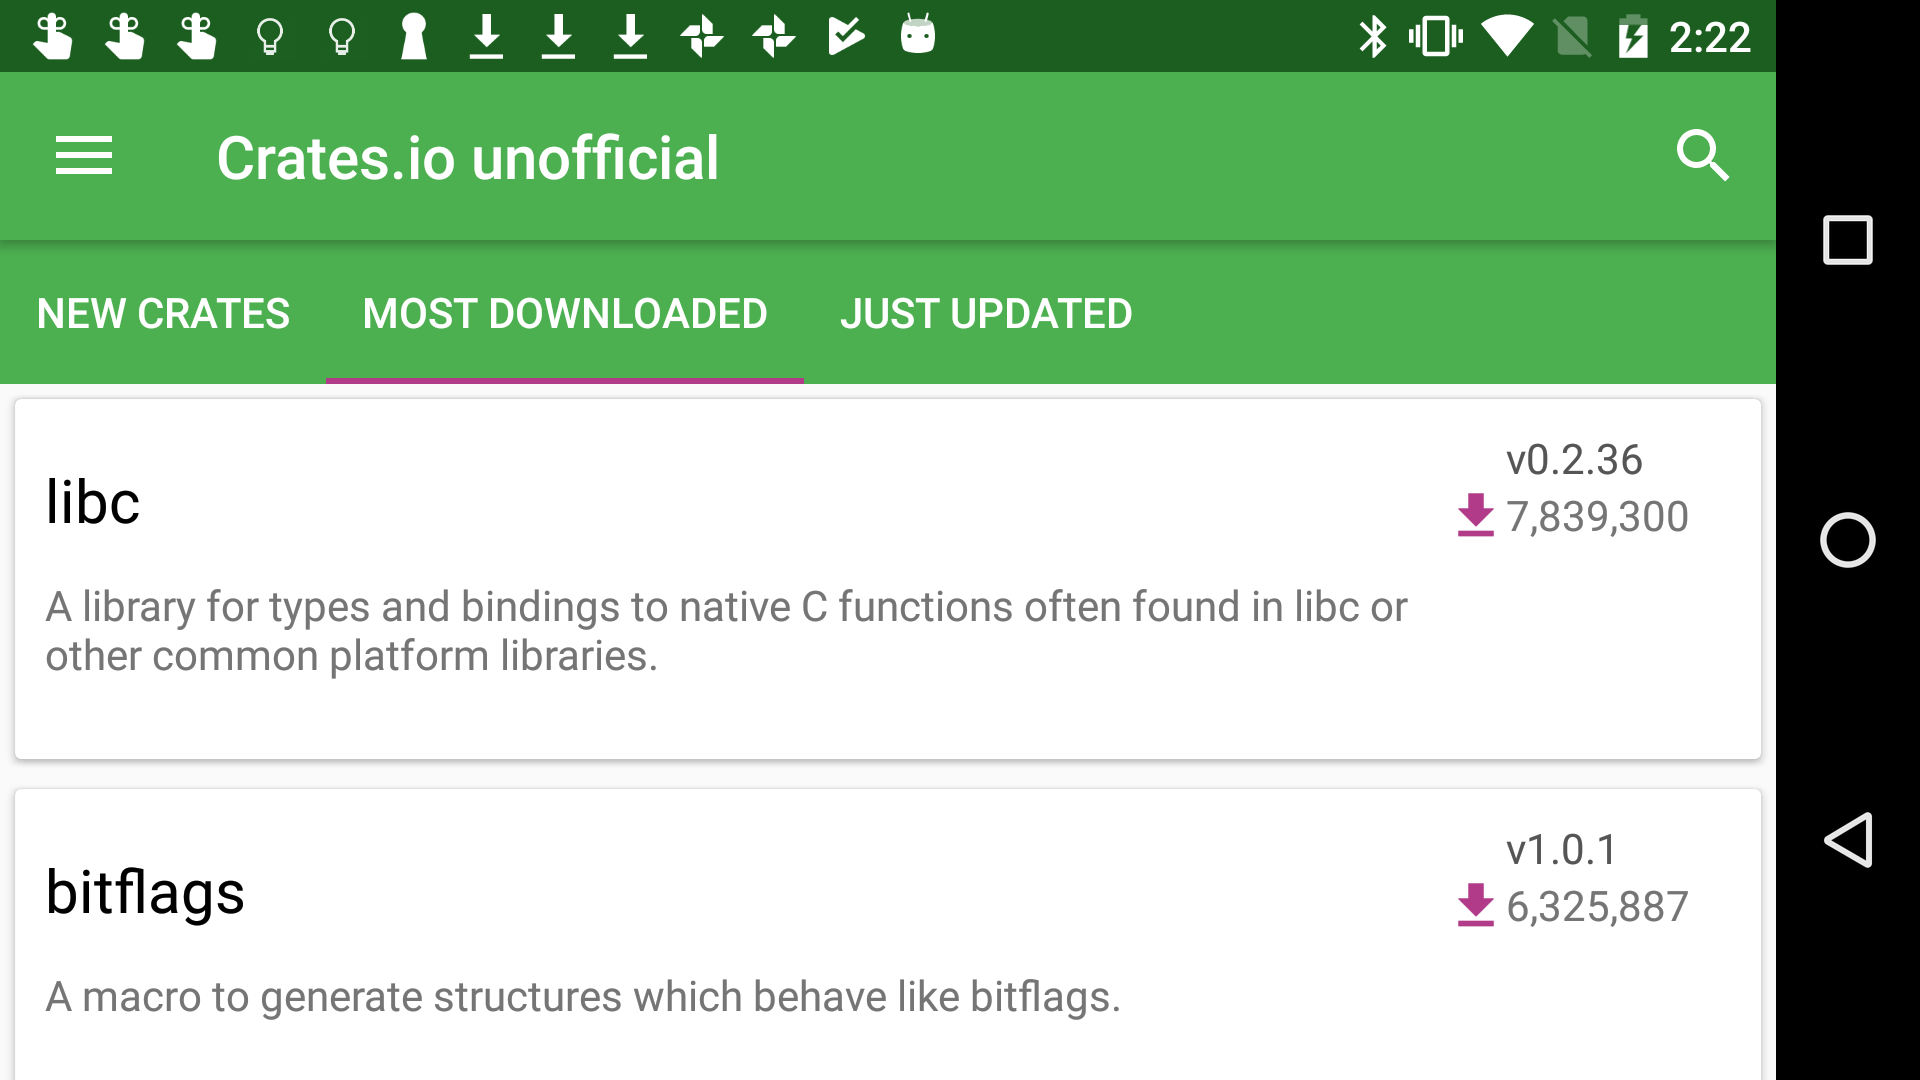 2:22
Crates.io unofficial
NEW CRATES MOST DOWNLOADED JUST UPDATED
libc
v0.2.36
7,839,300
A library for types and bindings to native C functions often found in libc or
other common platform libraries.
bitflags
v1.0.1
6,325,887
A macro to generate structures which behave like bitflags.